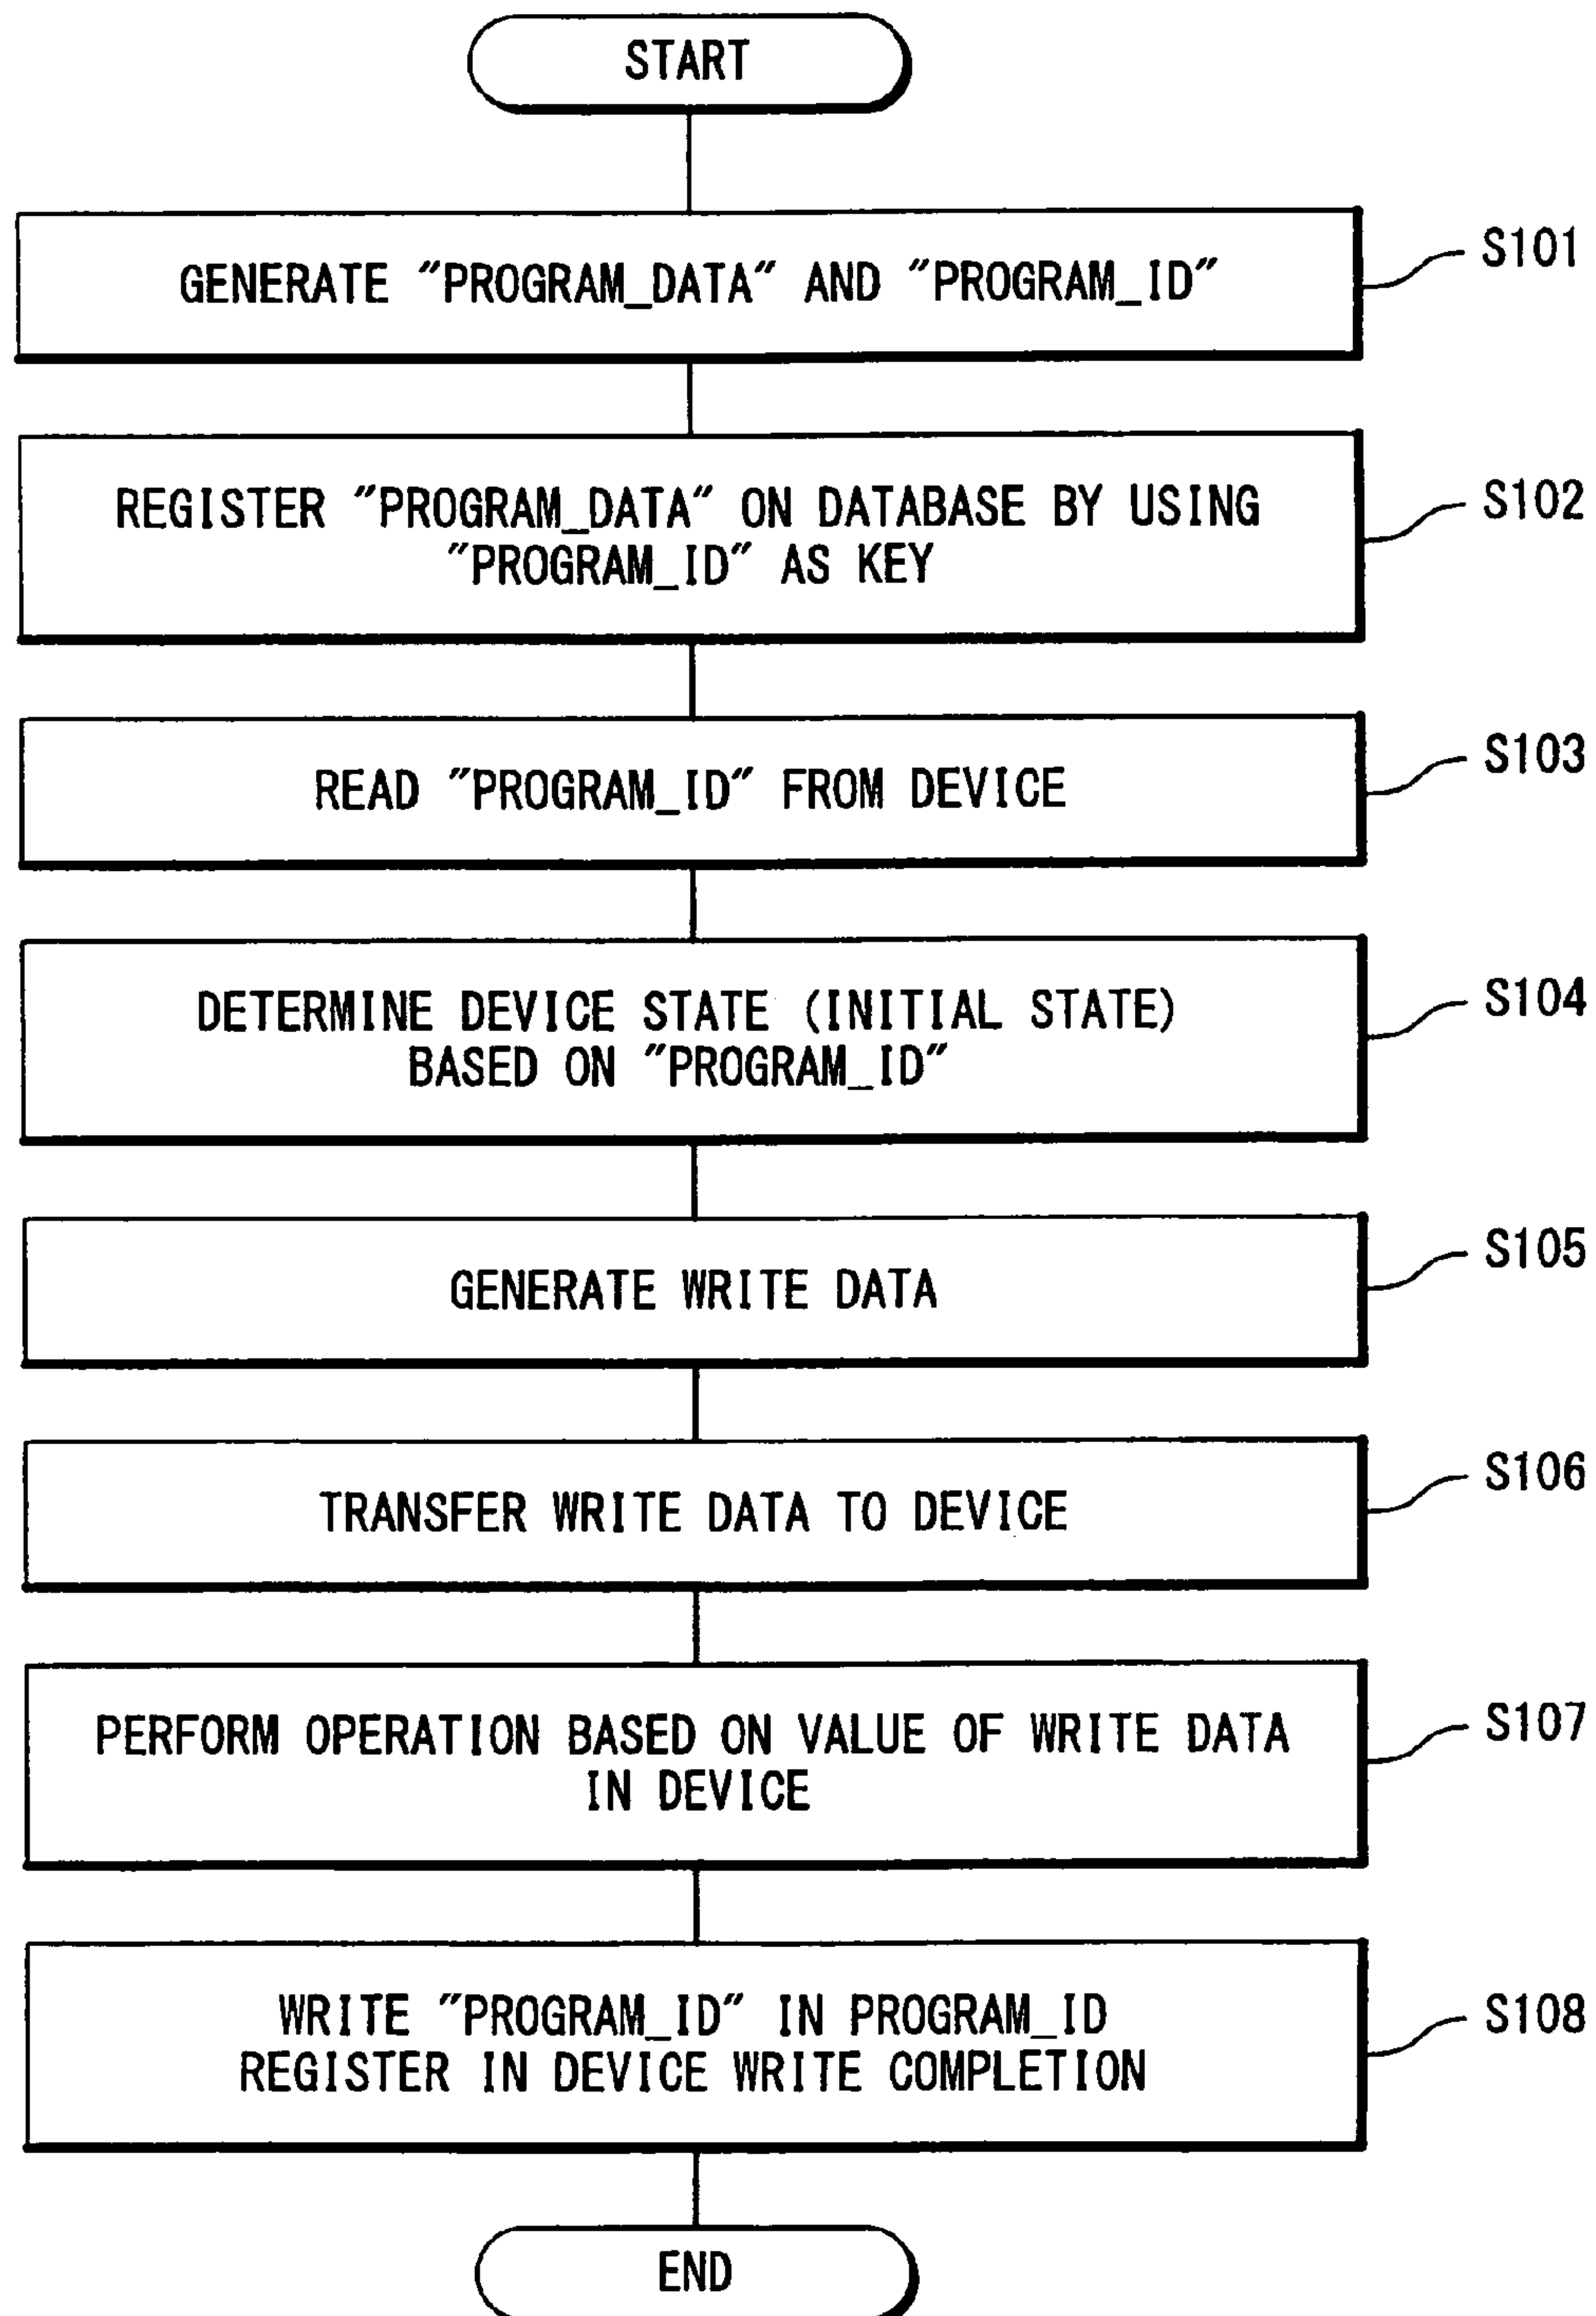 START
GENERATE "PROGRAM_DATA" AND "PROGRAM_ID"
S101
REGISTER "PROGRAM_DATA" ON DATABASE BY USING
"PROGRAM_ID" AS KEY
S102
READ "PROGRAM_ID" FROM DEVICE
S103
DETERMINE DEVICE STATE (INITIAL STATE)
BASED ON "PROGRAM_ID"
S104
GENERATE WRITE DATA
S105
TRANSFER WRITE DATA TO DEVICE
S106
PERFORM OPERATION BASED ON VALUE OF WRITE DATA
IN DEVICE
S107
WRITE "PROGRAM_ID" IN PROGRAM_ID
REGISTER IN DEVICE WRITE COMPLETION
S108
END